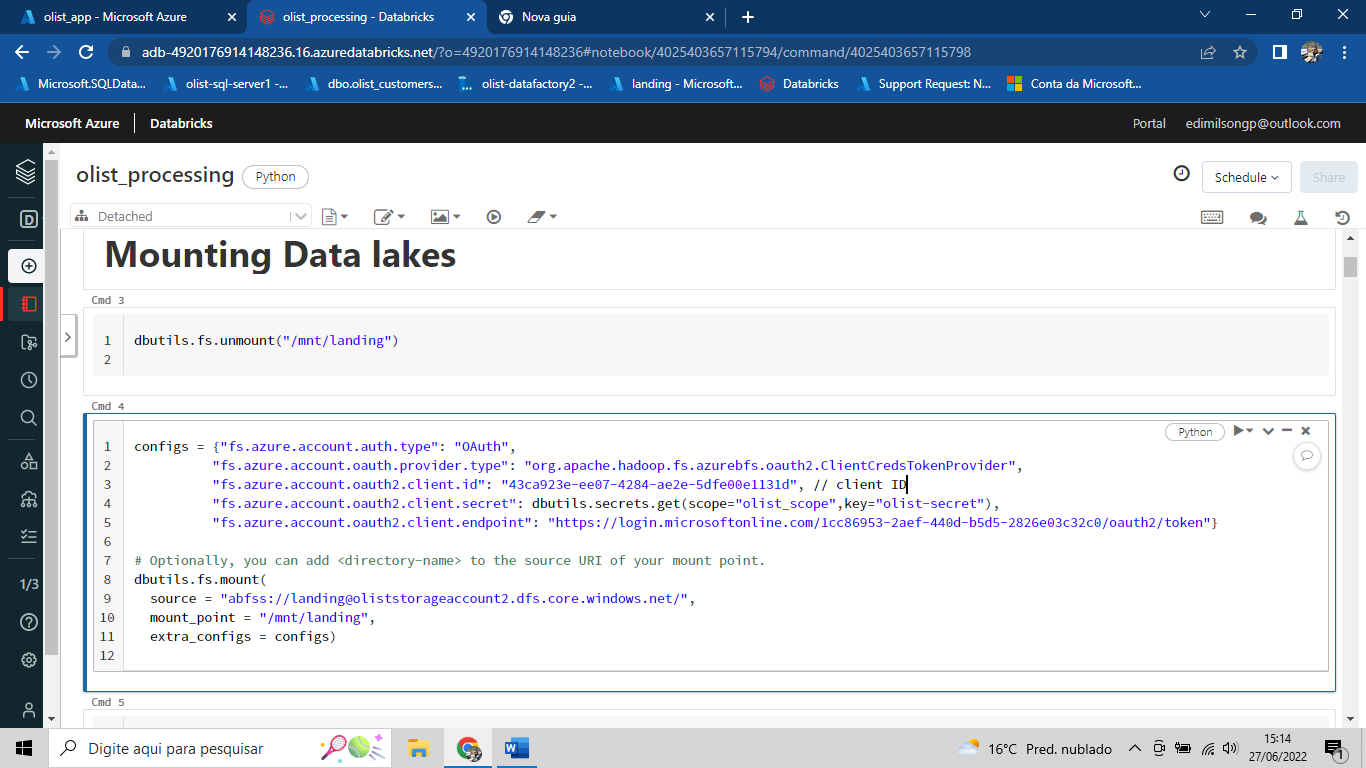 olist_app - Microsoft Azure
olist_processing - Databricks
Nova guia
adb-4920176914148236.16.azuredatabricks.net/?o=4920176914148236#notebook/4025403657115794/command/4025403657115798
Microsoft.SQLData...
olist-sql-server1 -...
dbo.olist_customers...
olist-datafactory2 -...
landing - Microsoft...
Databricks
Support Request: N...
Conta da Microsoft...
Microsoft Azure
Databricks
Portal
edimilsongp@outlook.com
olist_processing
Python
Schedule
Share
D
Detached
Mounting Data lakes
Cmd 3
1 dbutils.fs.unmount("/mnt/landing")
2
Cmd 4
Python
1 configs = {"fs.azure.account.auth.type": "OAuth",
2 "fs.azure.account.oauth.provider.type": "org.apache.hadoop.fs.azurebfs.oauth2.ClientCredsTokenProvider",
3 "fs.azure.account.oauth2.client.id": "43ca923e-ee07-4284-ae2e-5dfe00e1131d", // client ID
4 "fs.azure.account.oauth2.client.secret": dbutils.secrets.get(scope="olist_scope",key="olist-secret"),
5 "fs.azure.account.oauth2.client.endpoint": "https://login.microsoftonline.com/1cc86953-2aef-440d-b5d5-2826e03c32c0/oauth2/token"}
6
7 # Optionally, you can add <directory-name> to the source URI of your mount point.
8 dbutils.fs.mount(
9 source = "abfss://landing@oliststorageaccount2.dfs.core.windows.net/",
10 mount_point = "/mnt/landing",
11 extra_configs = configs)
12
1/3
Cmd 5
Digite aqui para pesquisar
16°C Pred. nublado
15:14
27/06/2022
1